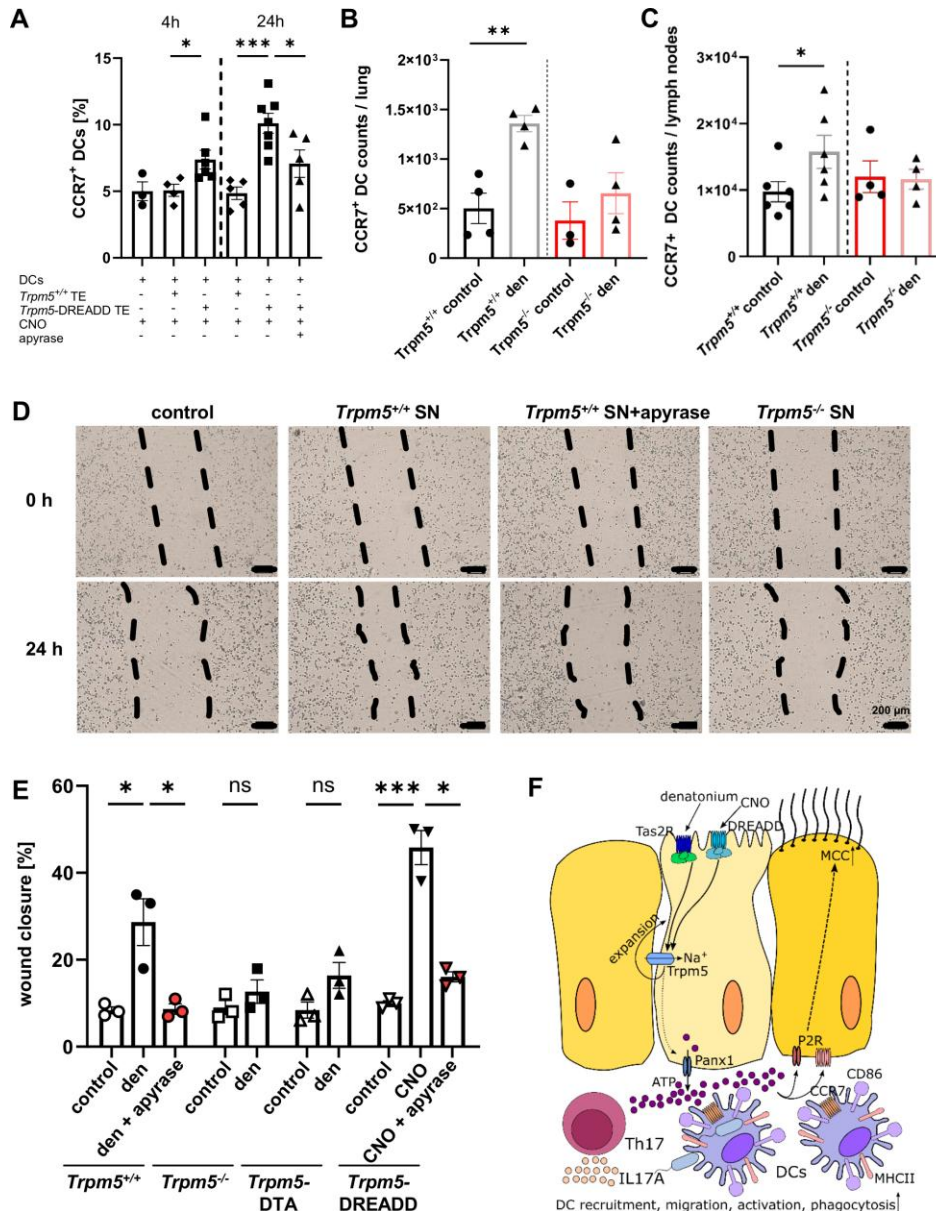 A
4h
24h
*
***
*
15
10
5
0
CCR7+ DCs [%]
DCs + + + + + +
Trpm5+/+ TE - + - + - -
Trpm5-DREADD TE - - + - + +
CNO + + + + + +
apyrase - - - - - +
B
**
2×10³
1.5×10³
1×10³
5×10²
0
CCR7+ DC counts / lung
Trpm5+/+ control
Trpm5+/+ den
Trpm5-/- control
Trpm5-/- den
C
*
3×10⁴
2×10⁴
1×10⁴
0
CCR7+ DC counts / lymph nodes
Trpm5+/+ control
Trpm5+/+ den
Trpm5-/- control
Trpm5-/- den
D
control
Trpm5+/+ SN
Trpm5+/+ SN+apyrase
Trpm5-/- SN
0 h
24 h
200 µm
E
60
40
20
0
wound closure [%]
* * ns ns *** *
control
den
den + apyrase
control
den
control
den
control
CNO
CNO + apyrase
Trpm5+/+
Trpm5-/-
Trpm5-
DTA
Trpm5-
DREADD
F
denatonium
CNO
Tas2R
DREADD
MCC
expansion
Na+
Trpm5
Panx1
P2R
ATP
CCR7
CD86
Th17
IL17A
DCs
MHCII
DC recruitment, migration, activation, phagocytosis